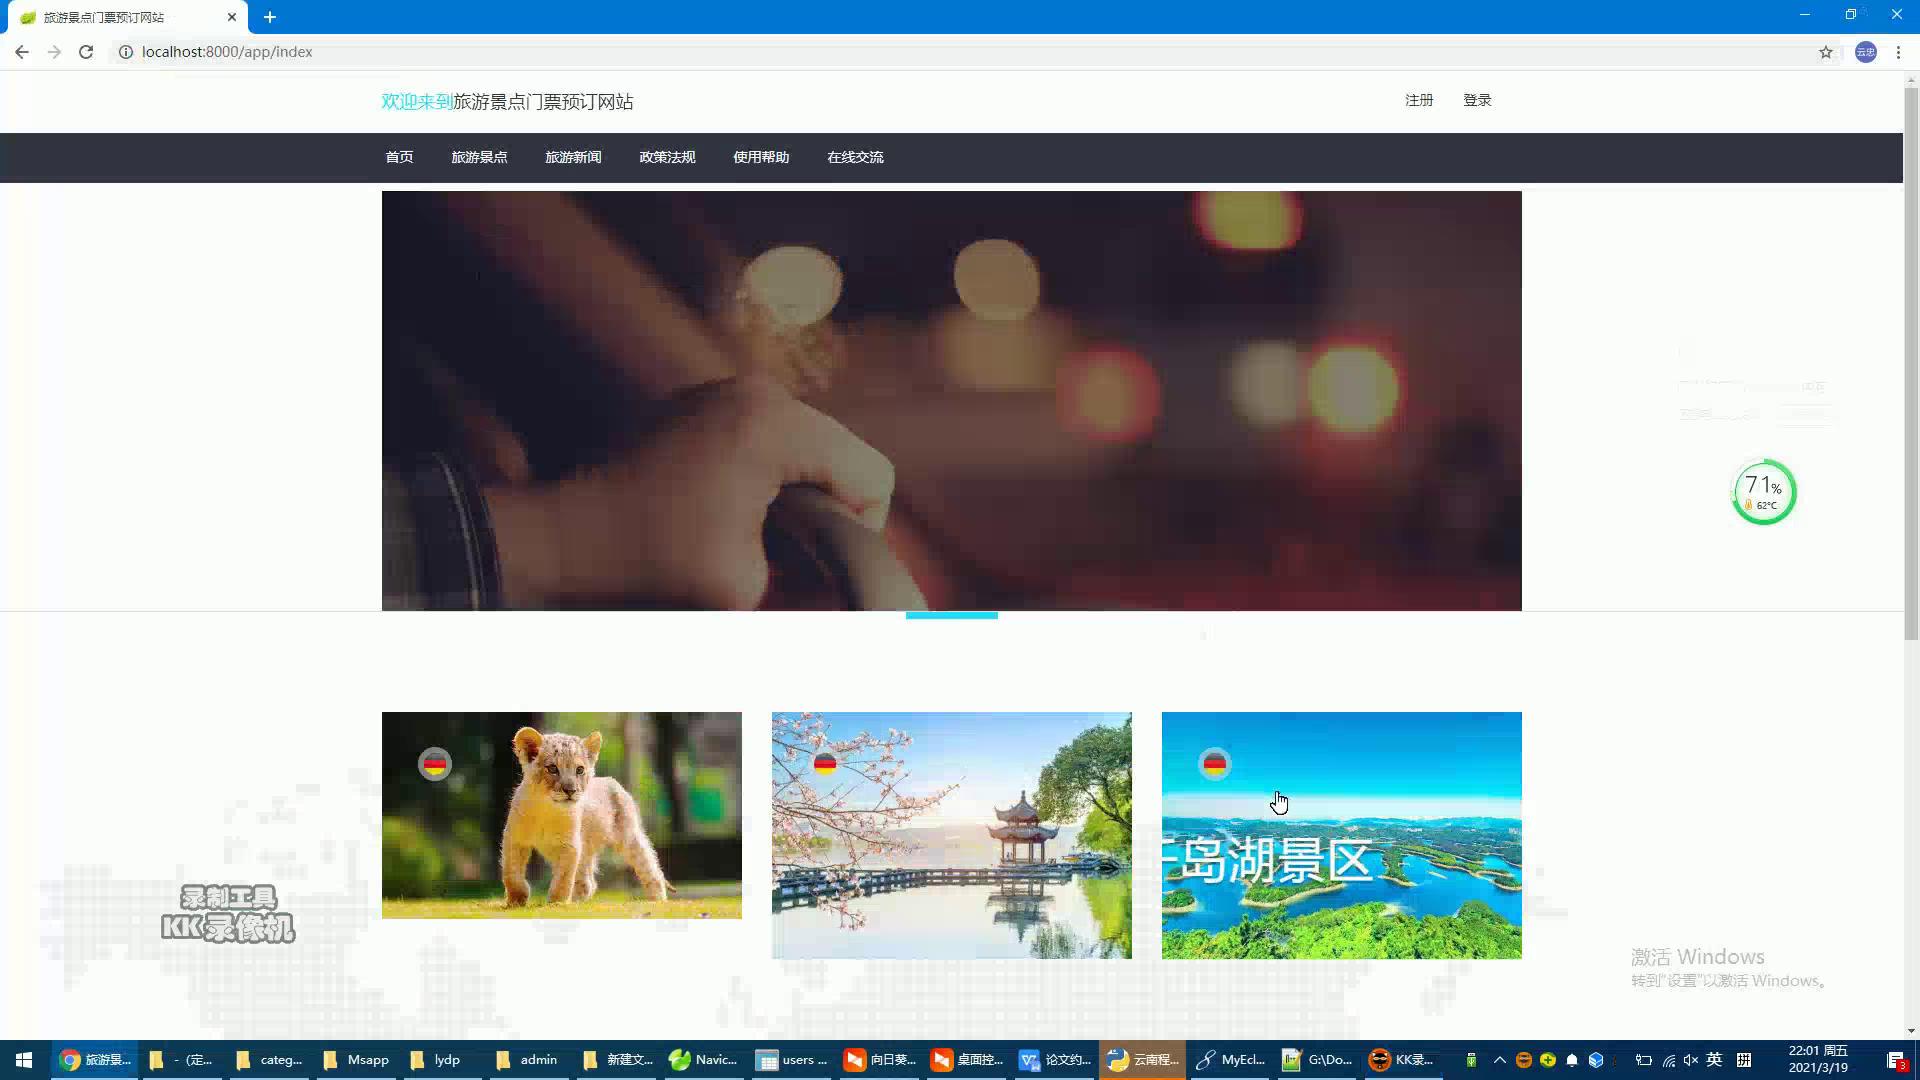 旅游景点门票预订网站
localhost:8000/app/index
云忠
欢迎来到旅游景点门票预订网站
注册 登录
首页 旅游景点 旅游新闻 政策法规 使用帮助 在线交流
71%
62°C
岛湖景区
录制工具
KK录像机
激活 Windows
转到"设置"以激活 Windows。
旅游景... - (定... categ... Msapp lydp admin 新建文... Navic... users ... 向日葵... 桌面控... 论文约... 云南程... MyEcl... G:\Do... KK录... 英 拼
22:01 周五
2021/3/19
3